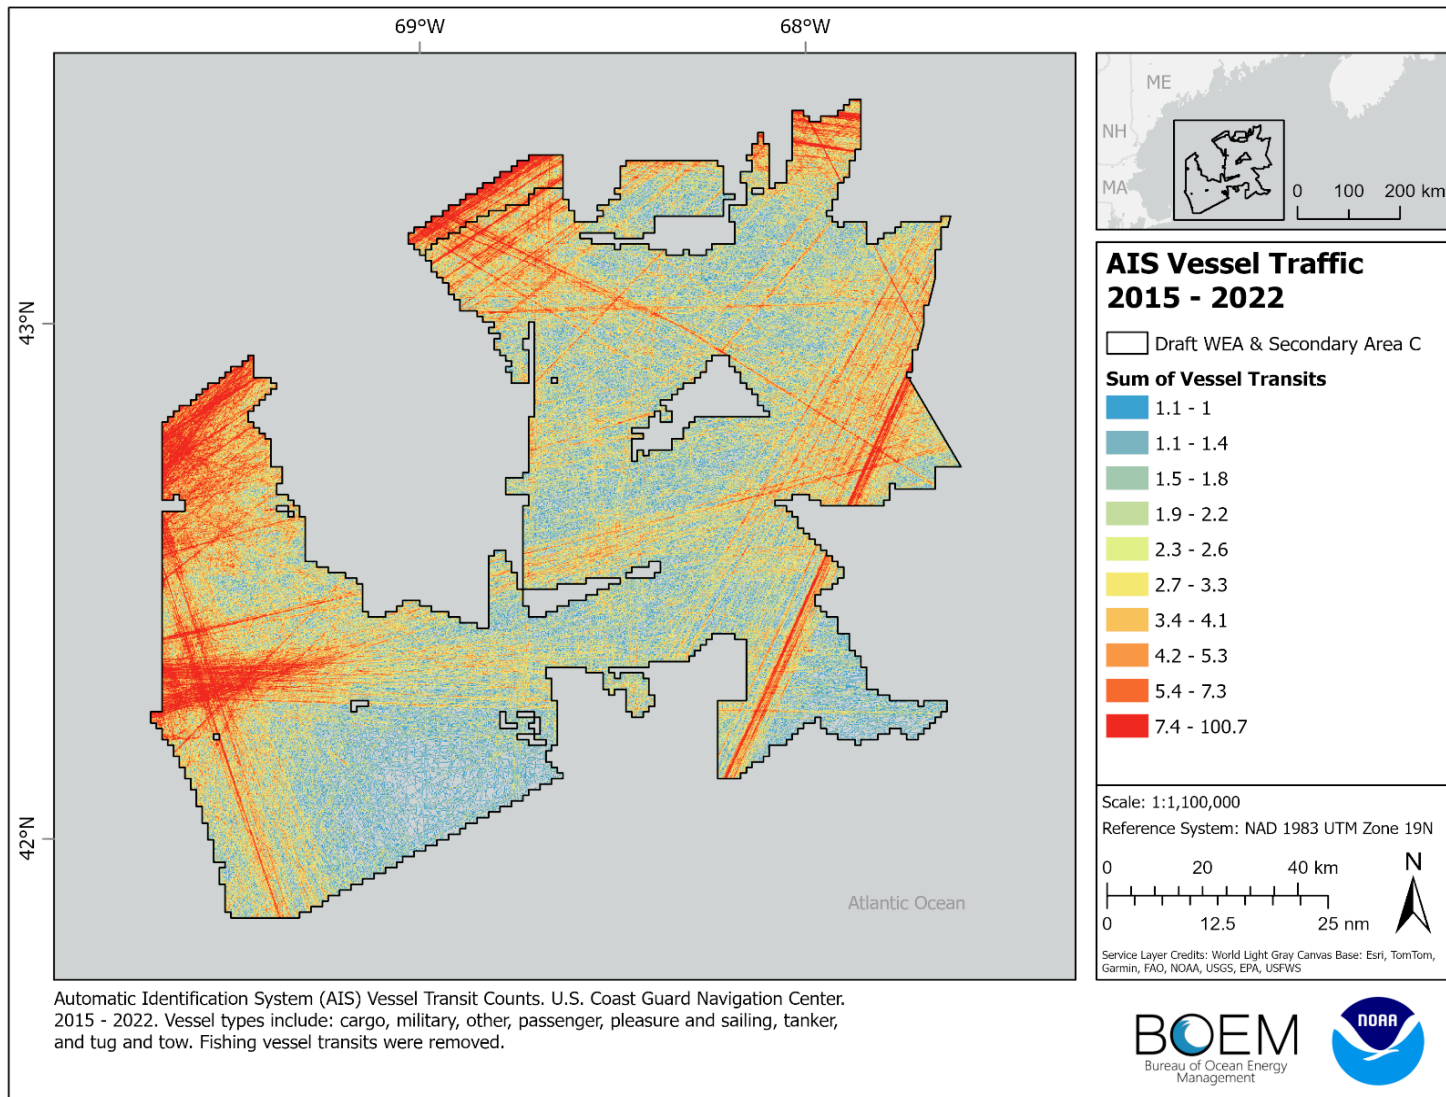 69°W
68°W
43°N
42°N
Atlantic Ocean
ME
NH
MA
0 100 200 km
AIS Vessel Traffic
2015 - 2022
Draft WEA & Secondary Area C
Sum of Vessel Transits
1.1 - 1
1.1 - 1.4
1.5 - 1.8
1.9 - 2.2
2.3 - 2.6
2.7 - 3.3
3.4 - 4.1
4.2 - 5.3
5.4 - 7.3
7.4 - 100.7
Scale: 1:1,100,000
Reference System: NAD 1983 UTM Zone 19N
0 20 40 km
N
0 12.5 25 nm
Service Layer Credits: World Light Gray Canvas Base: Esri, TomTom,
Garmin, FAO, NOAA, USGS, EPA, USFWS
Automatic Identification System (AIS) Vessel Transit Counts. U.S. Coast Guard Navigation Center.
2015 - 2022. Vessel types include: cargo, military, other, passenger, pleasure and sailing, tanker,
and tug and tow. Fishing vessel transits were removed.
BOEM
Bureau of Ocean Energy
Management
NOAA